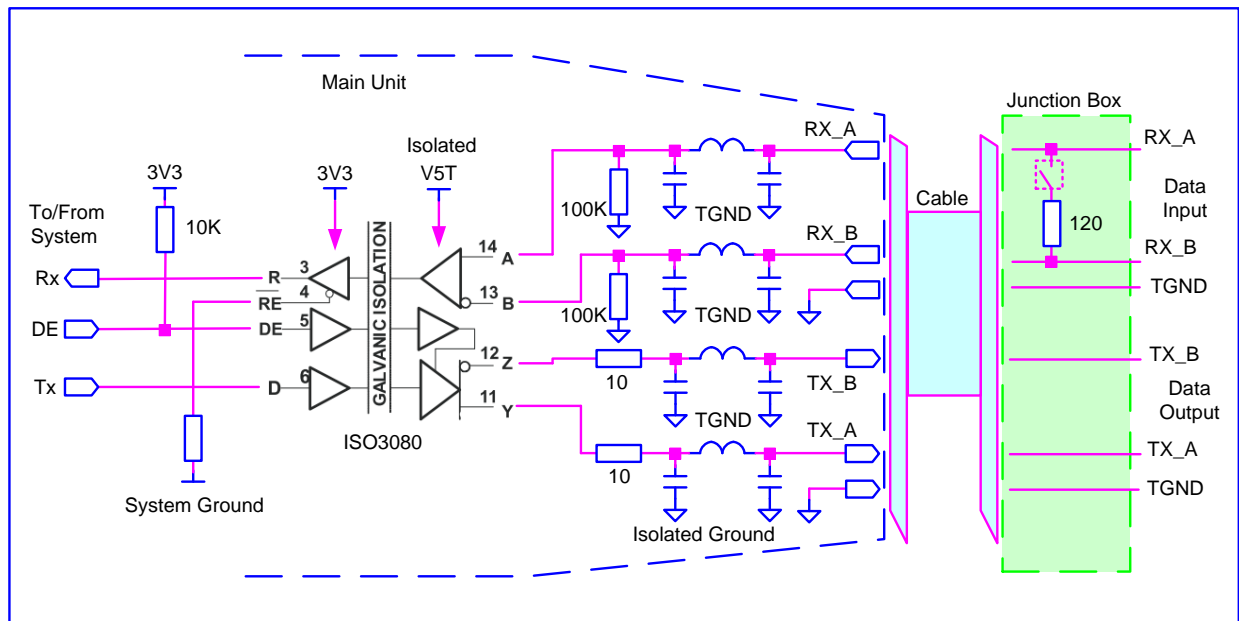 Main Unit
Junction Box
RX_A
RX_A
Isolated
3V3
3V3
V5T
Cable
Data
Input
To/From
System
10K
100K
TGND
120
RX_B
RX_B
14
A
Rx
R
3
4
RE
GALVANIC ISOLATION
13
B
TGND
DE
DE
5
100K
TGND
12
Z
TX_B
Tx
D
6
10
TX_B
11
Y
Data
Output
ISO3080
TGND
TX_A
TX_A
10
TGND
System Ground
Isolated Ground